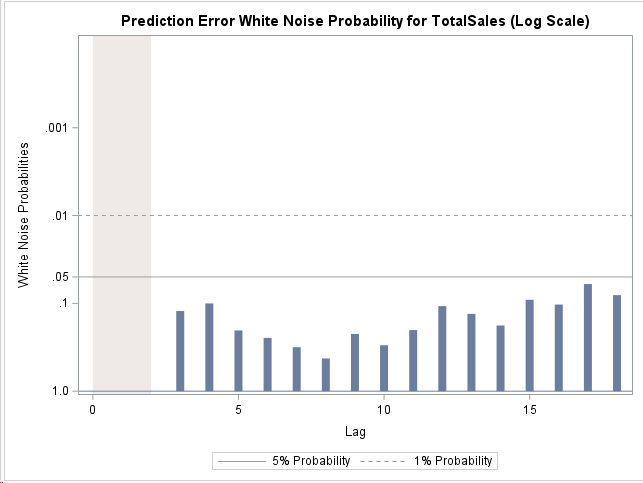 Prediction Error White Noise Probability for TotalSales (Log Scale)
White Noise Probabilities
.001
.01
.05
.1
1.0
0 5 10 15
Lag
5% Probability 1% Probability